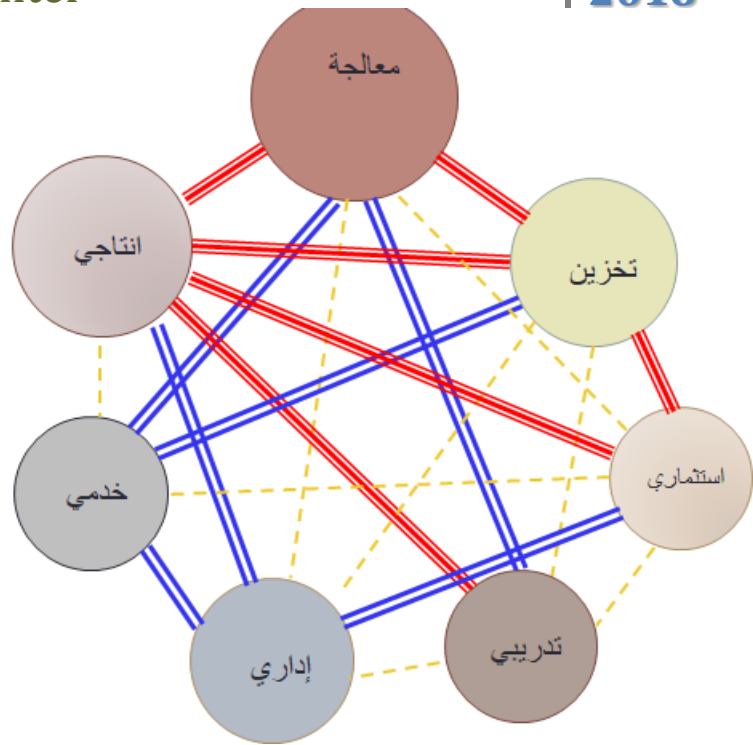 معالجة
انتاجي
تخزين
استثماري
خدمي
تدريبي
إداري